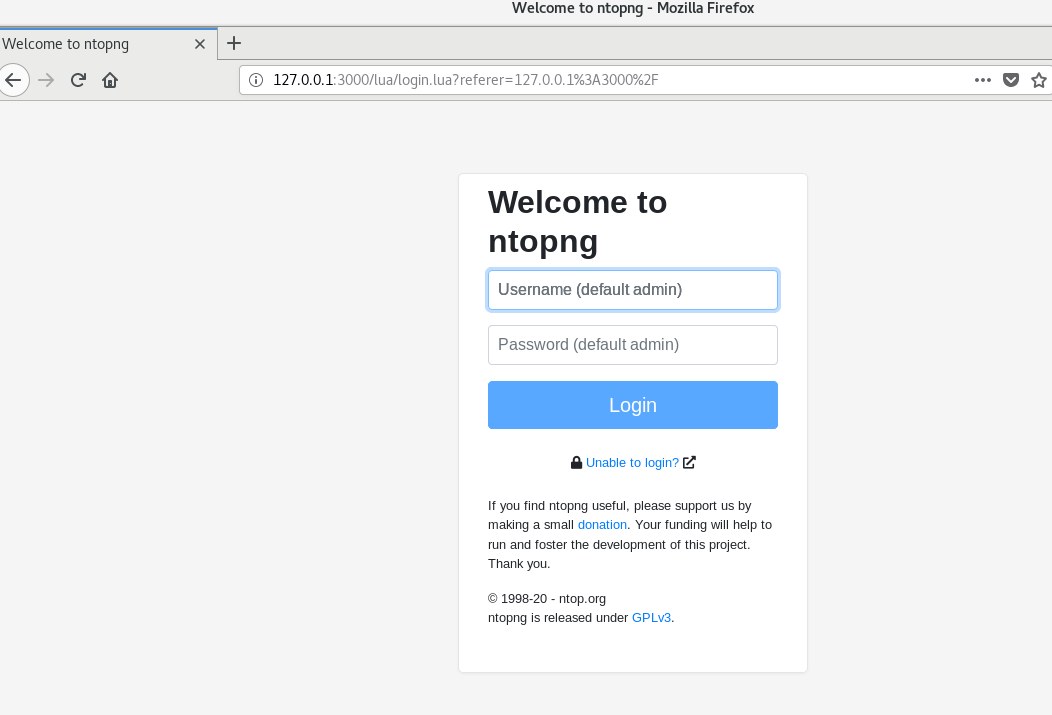 Welcome to ntopng - Mozilla Firefox
Welcome to ntopng
127.0.0.1:3000/lua/login.lua?referer=127.0.0.1%3A3000%2F
Welcome to
ntopng
Username (default admin)
Password (default admin)
Login
Unable to login?
If you find ntopng useful, please support us by
making a small donation. Your funding will help to
run and foster the development of this project.
Thank you.
© 1998-20 - ntop.org
ntopng is released under GPLv3.